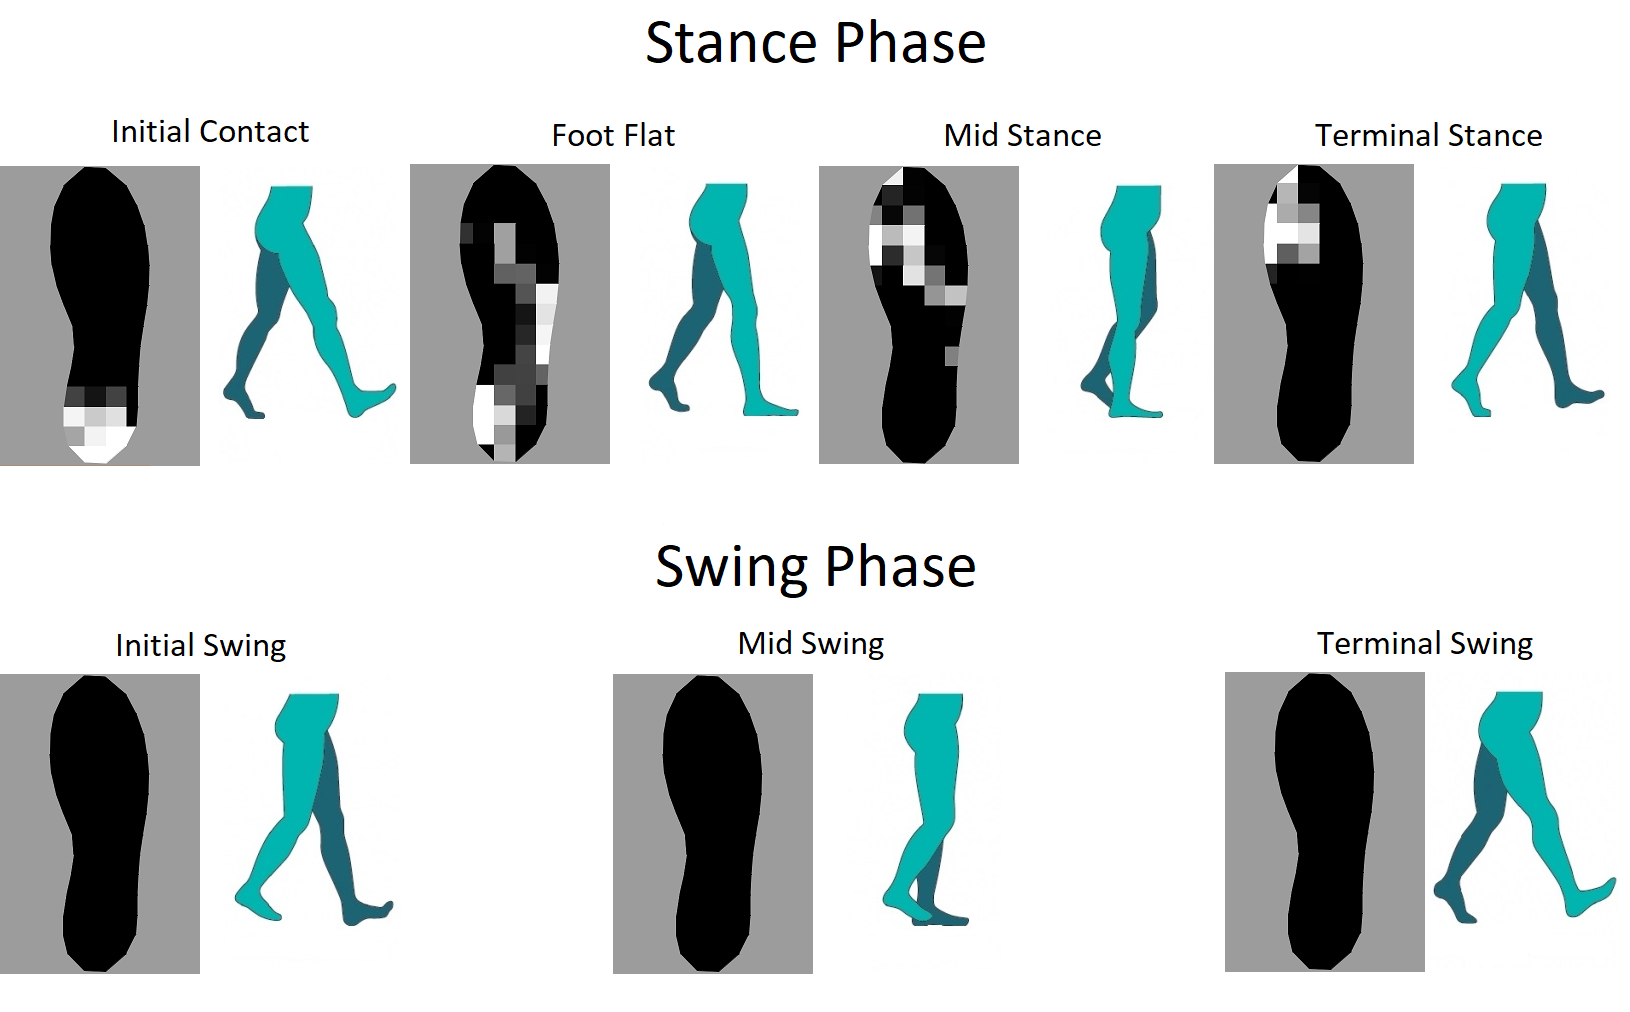 Stance Phase
Initial Contact
Foot Flat
Mid Stance
Terminal Stance
Swing Phase
Initial Swing
Mid Swing
Terminal Swing